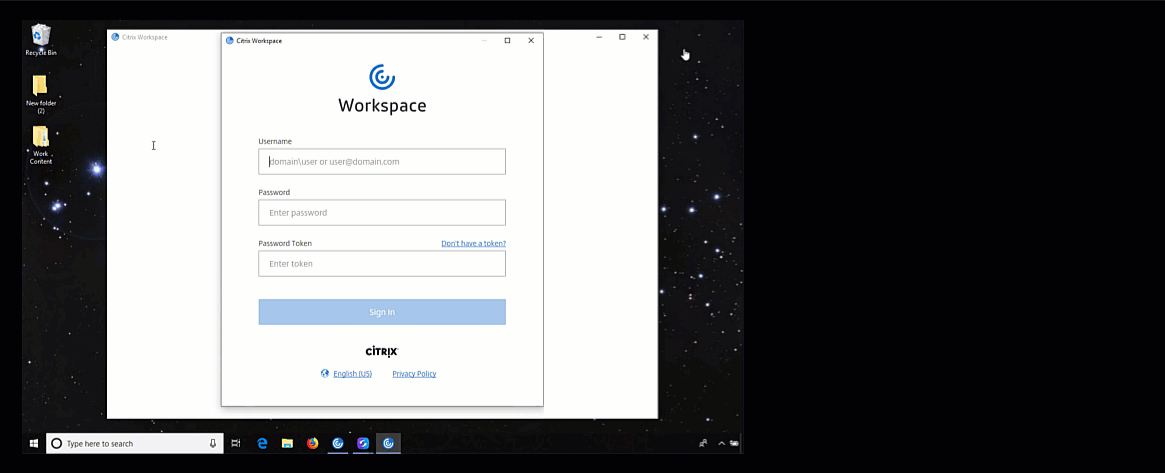 Recycle Bin
New folder
(2)
Work
Content
Citrix Workspace
Citrix Workspace
Workspace
Username
domain\user or user@domain.com
Password
Enter password
Password Token
Don't have a token?
Enter token
Sign in
CİTRIX
English (US)
Privacy Policy
Type here to search